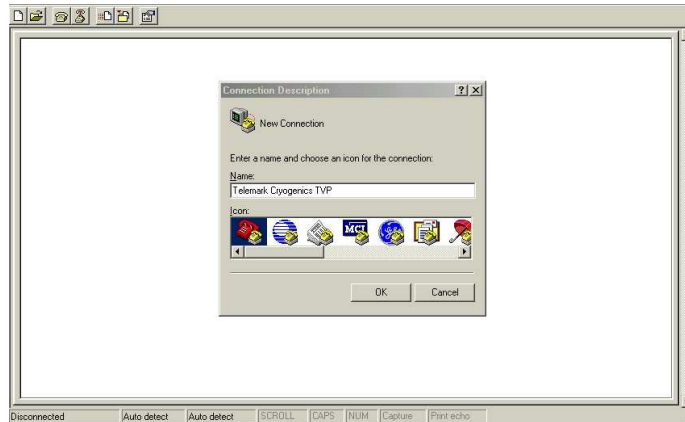 Connection Description
New Connection
Enter a name and choose an icon for the connection:
Name:
Telemark Cryogenics TVP
Icon:
MCI
OK Cancel
Disconnected Auto detect Auto detect SCROLL CAPS NUM Capture Print echo